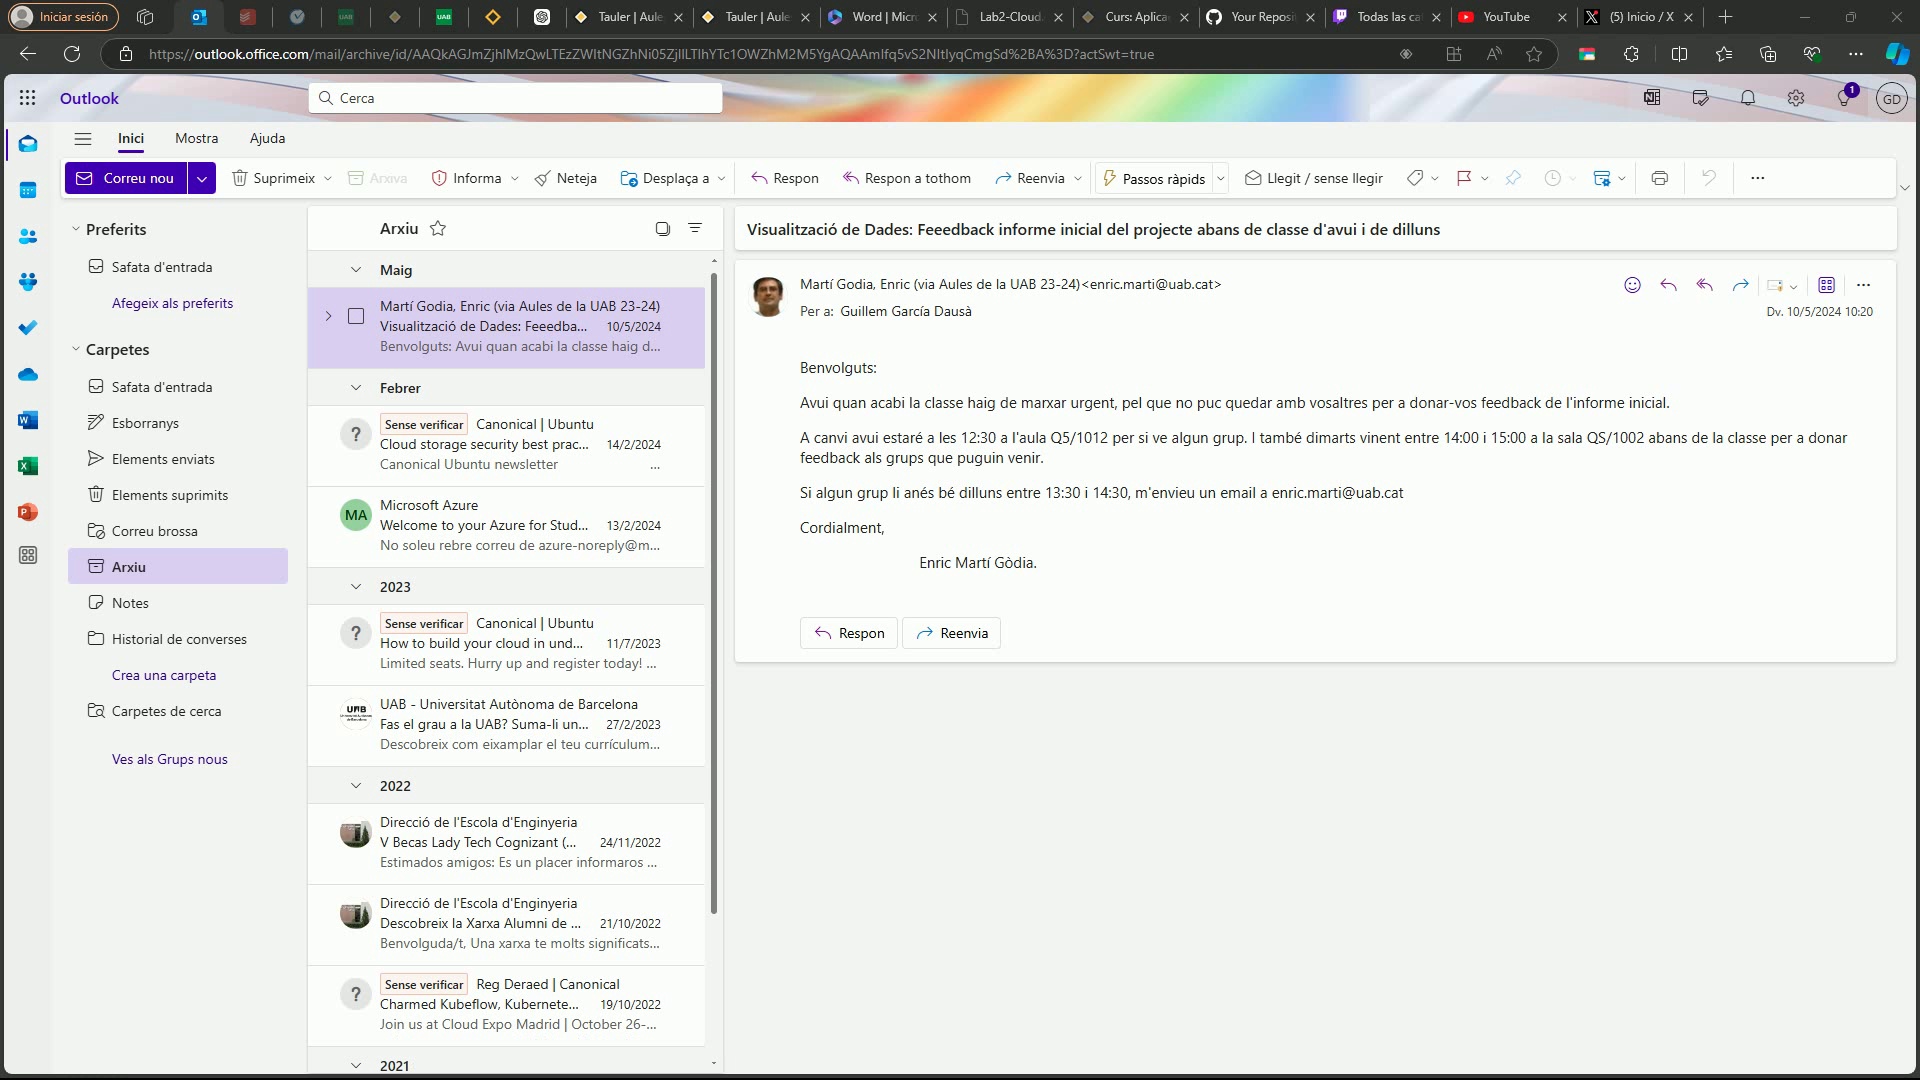 Iniciar sesión
Tauler | Aule
Tauler | Aule
Word | Micr
Lab2-Cloud
Curs: Aplica
Your Reposi
Todas las ca
YouTube
(5) Inicio / X
Outlook
Cerca
1
GD
Inici
Mostra
Ajuda
Correu nou
Suprimeix
Arxiva
Informa
Neteja
Desplaça a
Respon
Respon a tothom
Reenvia
Passos ràpids
Llegit / sense llegir
Preferits
Safata d'entrada
Afegeix als preferits
Carpetes
Safata d'entrada
Esborranys
Elements enviats
Elements suprimits
Correu brossa
Arxiu
Notes
Historial de converses
Crea una carpeta
Carpetes de cerca
Ves als Grups nous
Arxiu
Maig
Martí Godia, Enric (via Aules de la UAB 23-24)
Visualització de Dades: Feeedba... 10/5/2024
Benvolguts: Avui quan acabi la classe haig d...
Febrer
? Sense verificar Canonical | Ubuntu
Cloud storage security best prac... 14/2/2024
Canonical Ubuntu newsletter ...
MA Microsoft Azure
Welcome to your Azure for Stud... 13/2/2024
No soleu rebre correu de azure-noreply@m...
2023
? Sense verificar Canonical | Ubuntu
How to build your cloud in und... 11/7/2023
Limited seats. Hurry up and register today! ...
UAB - Universitat Autònoma de Barcelona
Fas el grau a la UAB? Suma-li un... 27/2/2023
Descobreix com eixamplar el teu currículum...
2022
Direcció de l'Escola d'Enginyeria
V Becas Lady Tech Cognizant (... 24/11/2022
Estimados amigos: Es un placer informaros ...
Direcció de l'Escola d'Enginyeria
Descobreix la Xarxa Alumni de ... 21/10/2022
Benvolguda/t, Una xarxa te molts significats...
? Sense verificar Reg Deraed | Canonical
Charmed Kubeflow, Kubernete... 19/10/2022
Join us at Cloud Expo Madrid | October 26-...
2021
Visualització de Dades: Feeedback informe inicial del projecte abans de classe d'avui i de dilluns
Martí Godia, Enric (via Aules de la UAB 23-24)<enric.marti@uab.cat>
Per a: Guillem García Dausà
Dv. 10/5/2024 10:20
Benvolguts:
Avui quan acabi la classe haig de marxar urgent, pel que no puc quedar amb vosaltres per a donar-vos feedback de l'informe inicial.
A canvi avui estaré a les 12:30 a l'aula Q5/1012 per si ve algun grup. I també dimarts vinent entre 14:00 i 15:00 a la sala QS/1002 abans de la classe per a donar
feedback als grups que puguin venir.
Si algun grup li anés bé dilluns entre 13:30 i 14:30, m'envieu un email a enric.marti@uab.cat
Cordialment,
Enric Martí Gòdia.
Respon
Reenvia